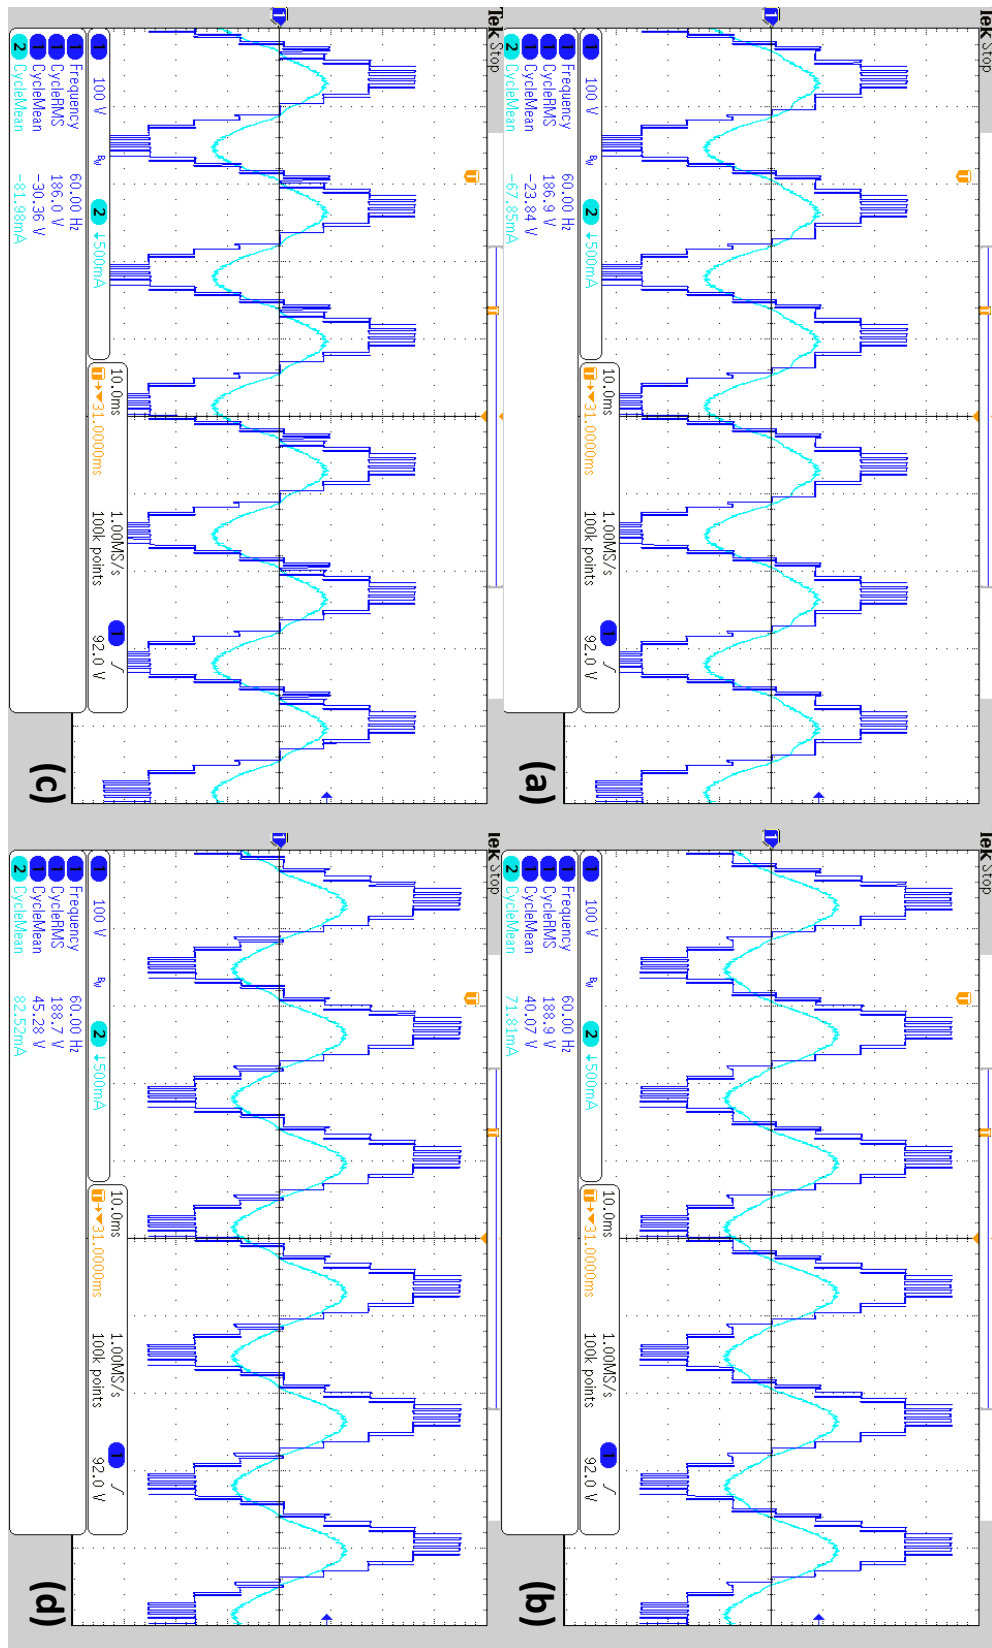 Tek Stop
1 100 V Bw 2 ↓500mA
10.0ms 1.00MS/s 1 ╱
T→▼31.0000ms 100k points 92.0 V
1 Frequency 60.00 Hz
1 CycleRMS 186.9 V
1 CycleMean −23.84 V
2 CycleMean −67.85mA
(a)
Tek Stop
1 100 V 2 ↓500mA
10.0ms 1.00MS/s 1 ╱
T→▼31.0000ms 100k points 92.0 V
1 Frequency 60.00 Hz
1 CycleRMS 188.9 V
1 CycleMean 40.07 V
2 CycleMean 71.81mA
(b)
Tek Stop
1 100 V Bw 2 ↓500mA
10.0ms 1.00MS/s 1 ╱
T→▼31.0000ms 100k points 92.0 V
1 Frequency 60.00 Hz
1 CycleRMS 186.0 V
1 CycleMean −30.36 V
2 CycleMean −81.98mA
(c)
Tek Stop
1 100 V Bw 2 ↓500mA
10.0ms 1.00MS/s 1 ╱
T→▼31.0000ms 100k points 92.0 V
1 Frequency 60.00 Hz
1 CycleRMS 188.7 V
1 CycleMean 45.28 V
2 CycleMean 82.52mA
(d)